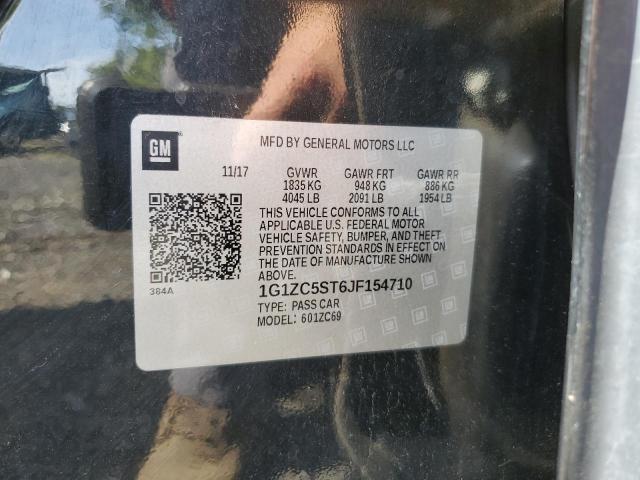 GM
MFD BY GENERAL MOTORS LLC
11/17 GVWR GAWR FRT GAWR RR
1835 KG 948 KG 886 KG
4045 LB 2091 LB 1954 LB
THIS VEHICLE CONFORMS TO ALL
APPLICABLE U.S. FEDERAL MOTOR
VEHICLE SAFETY, BUMPER, AND THEFT
PREVENTION STANDARDS IN EFFECT ON
THE DATE OF MANUFACTURE SHOWN
ABOVE.
384A
1G1ZC5ST6JF154710
TYPE: PASS CAR
MODEL: 601ZC69